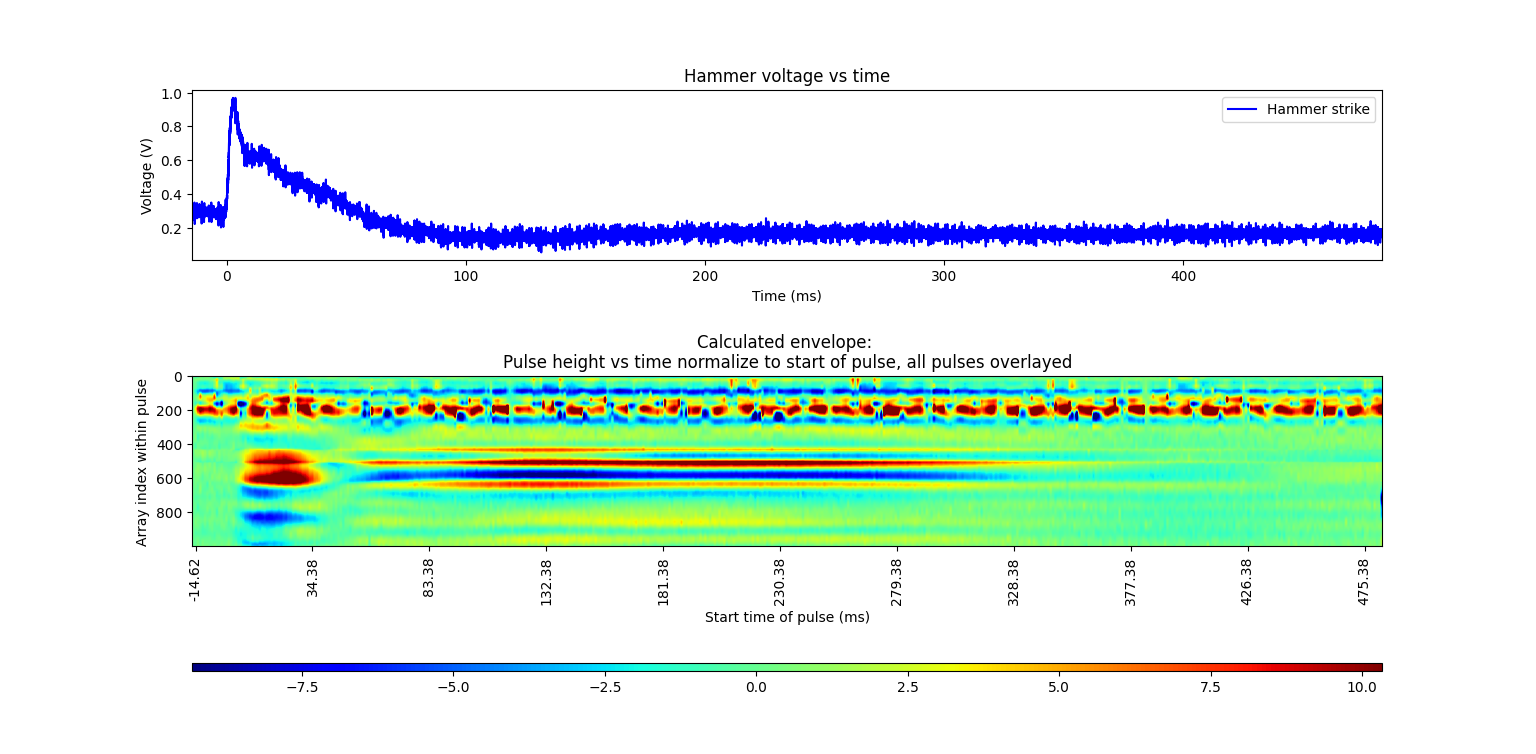 Hammer voltage vs time
1.0
0.8
0.6
0.4
0.2
Voltage (V)
Hammer strike
0 100 200 300 400
Time (ms)
Calculated envelope:
Pulse height vs time normalize to start of pulse, all pulses overlayed
0
200
400
600
800
Array index within pulse
-14.62 34.38 83.38 132.38 181.38 230.38 279.38 328.38 377.38 426.38 475.38
Start time of pulse (ms)
−7.5 −5.0 −2.5 0.0 2.5 5.0 7.5 10.0